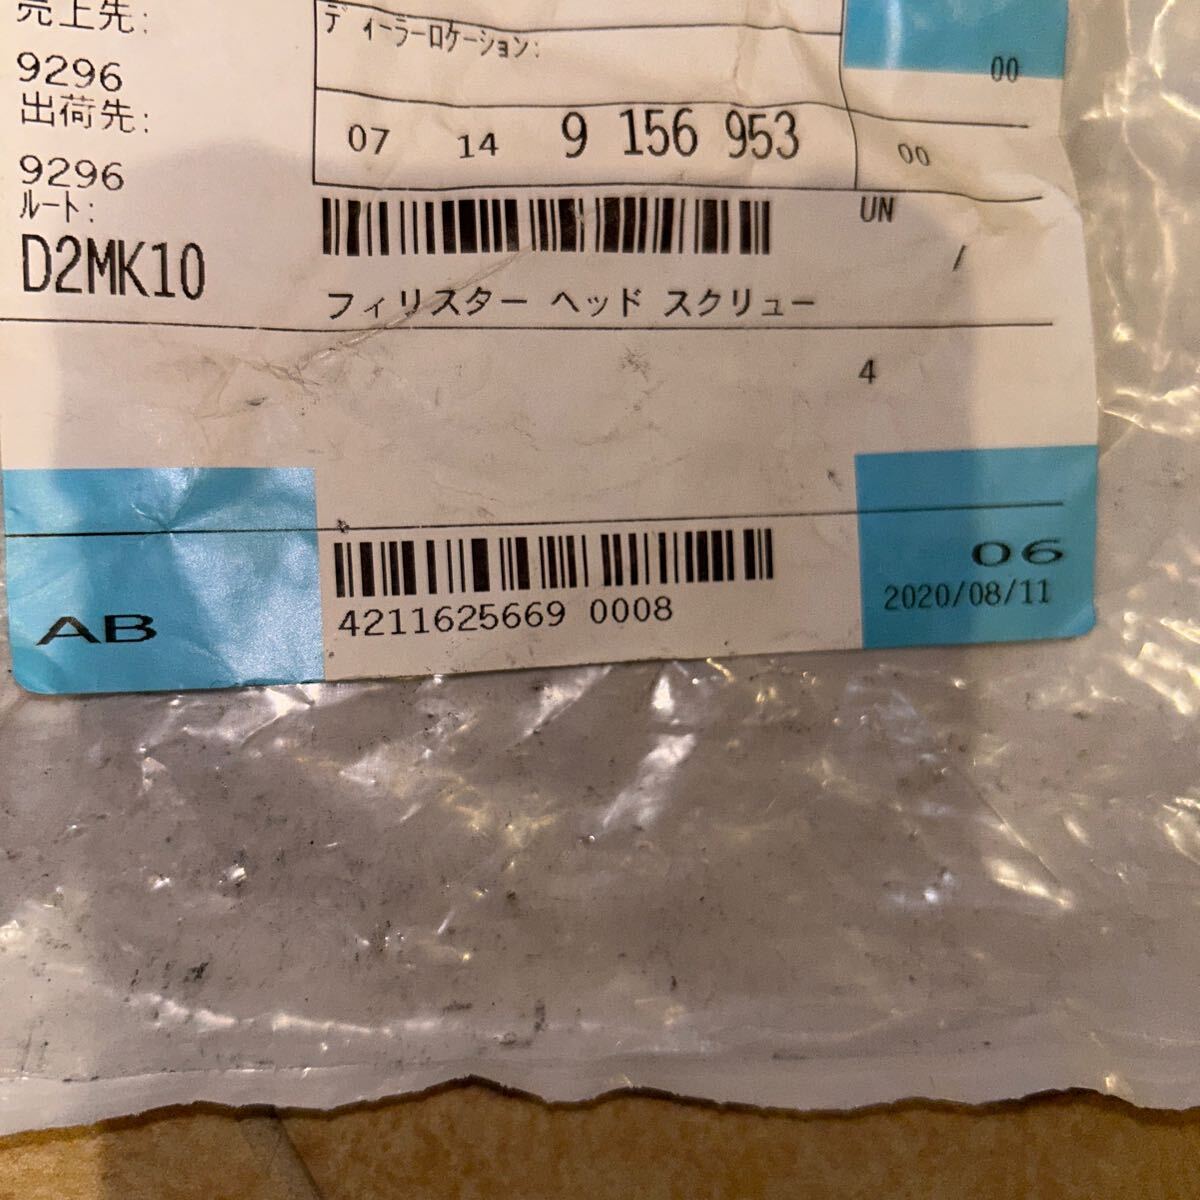 売上先:
9296
出荷先:
9296
ルート:
D2MK10
ディーラーロケーション:
00
07 14 9 156 953 00
UN
/
フィリスター ヘッド スクリュー
4
4211625669 0008
AB
06
2020/08/11